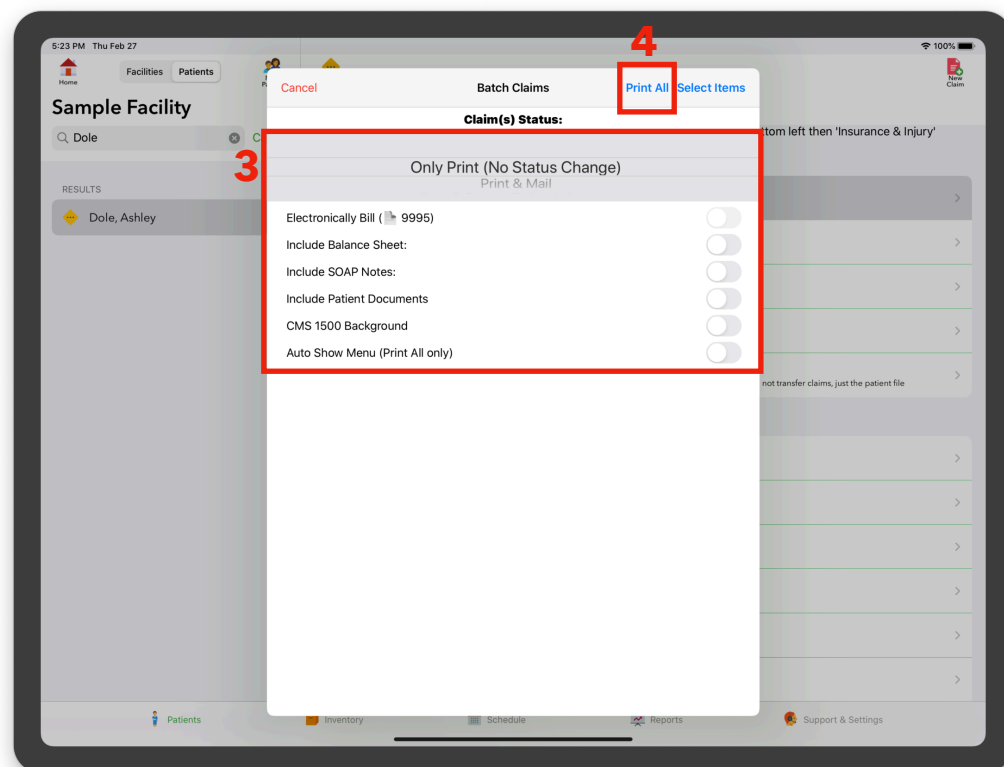 5:23 PM Thu Feb 27
100%
4
Home
Facilities
Patients
New
Claim
Cancel
Batch Claims
Print All
Select Items
Sample Facility
Claim(s) Status:
Dole
C
tom left then 'Insurance & Injury'
3
Only Print (No Status Change)
Print & Mail
RESULTS
Dole, Ashley
Electronically Bill ( 9995)
Include Balance Sheet:
Include SOAP Notes:
Include Patient Documents
CMS 1500 Background
Auto Show Menu (Print All only)
not transfer claims, just the patient file
Patients
Inventory
Schedule
Reports
Support & Settings